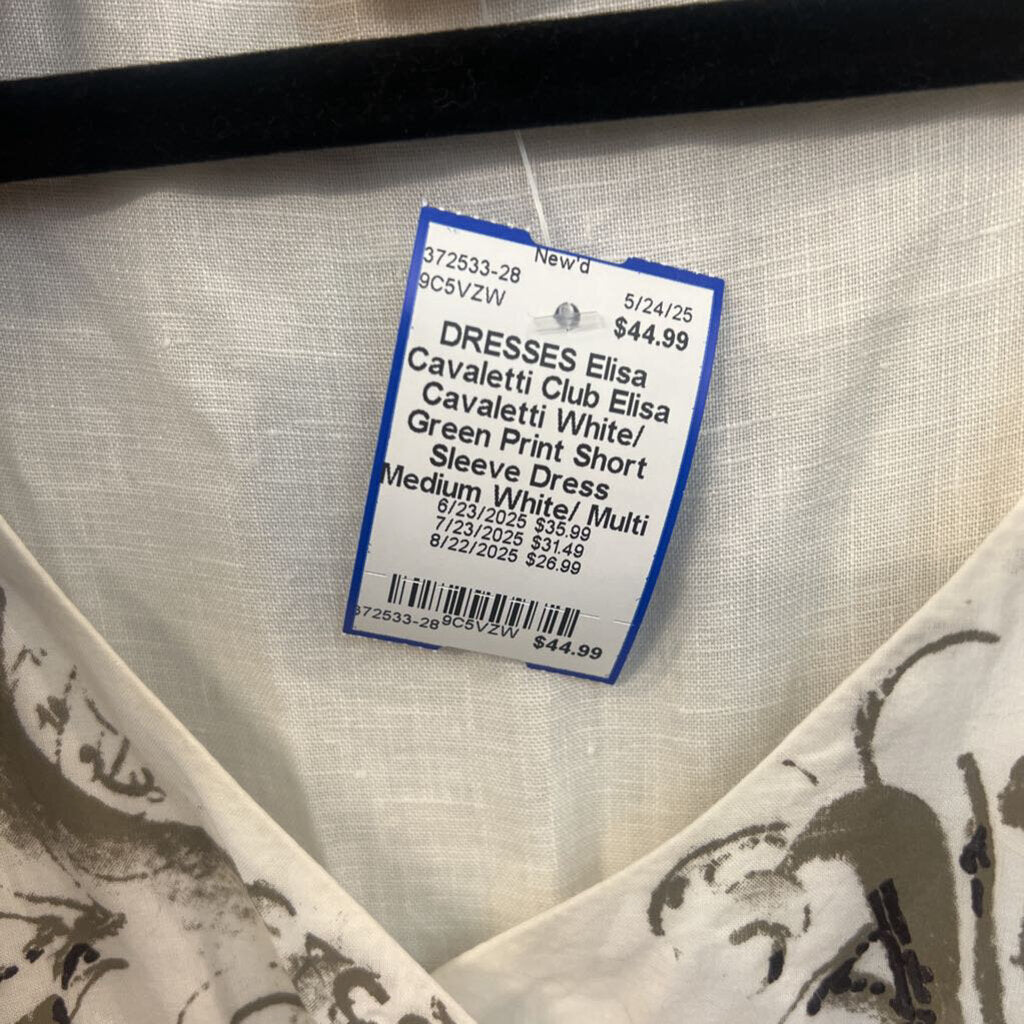 New'd
372533-28
9C5VZW
5/24/25
$44.99
DRESSES Elisa
Cavaletti Club Elisa
Cavaletti White/
Green Print Short
Sleeve Dress
Medium White/ Multi
6/23/2025 $35.99
7/23/2025 $31.49
8/22/2025 $26.99
372533-28 9C5VZW $44.99